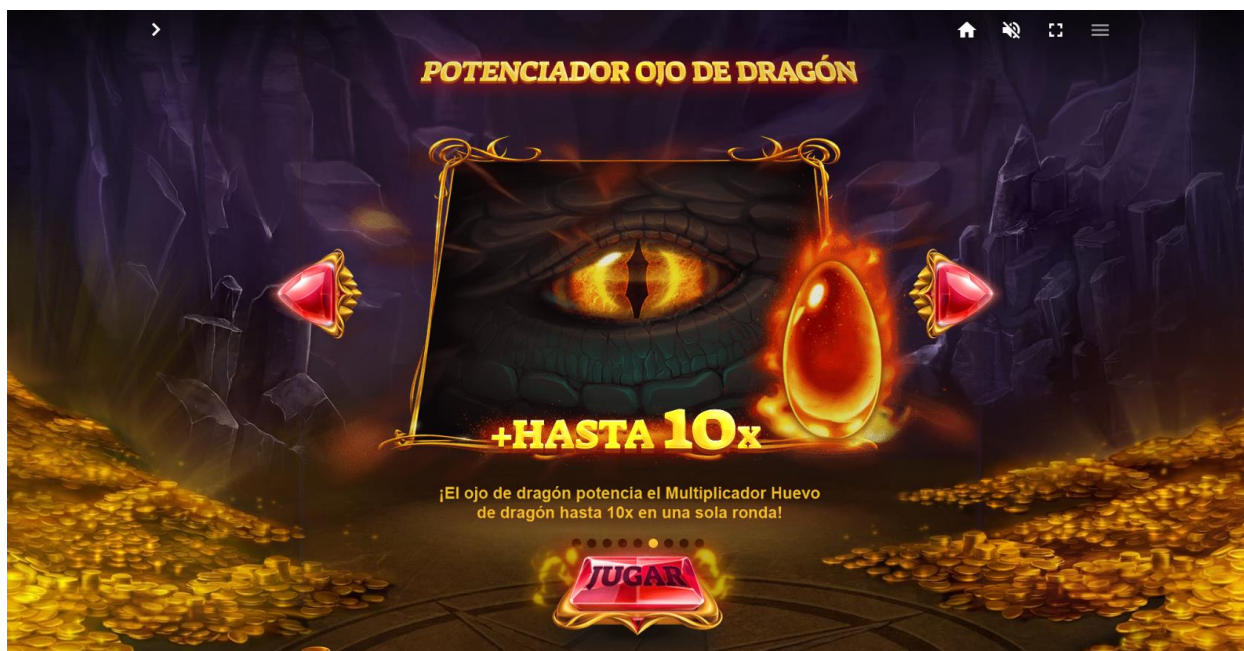 POTENCIADOR OJO DE DRAGÓN
+HASTA 10x
¡El ojo de dragón potencia el Multiplicador Huevo
de dragón hasta 10x en una sola ronda!
JUGAR